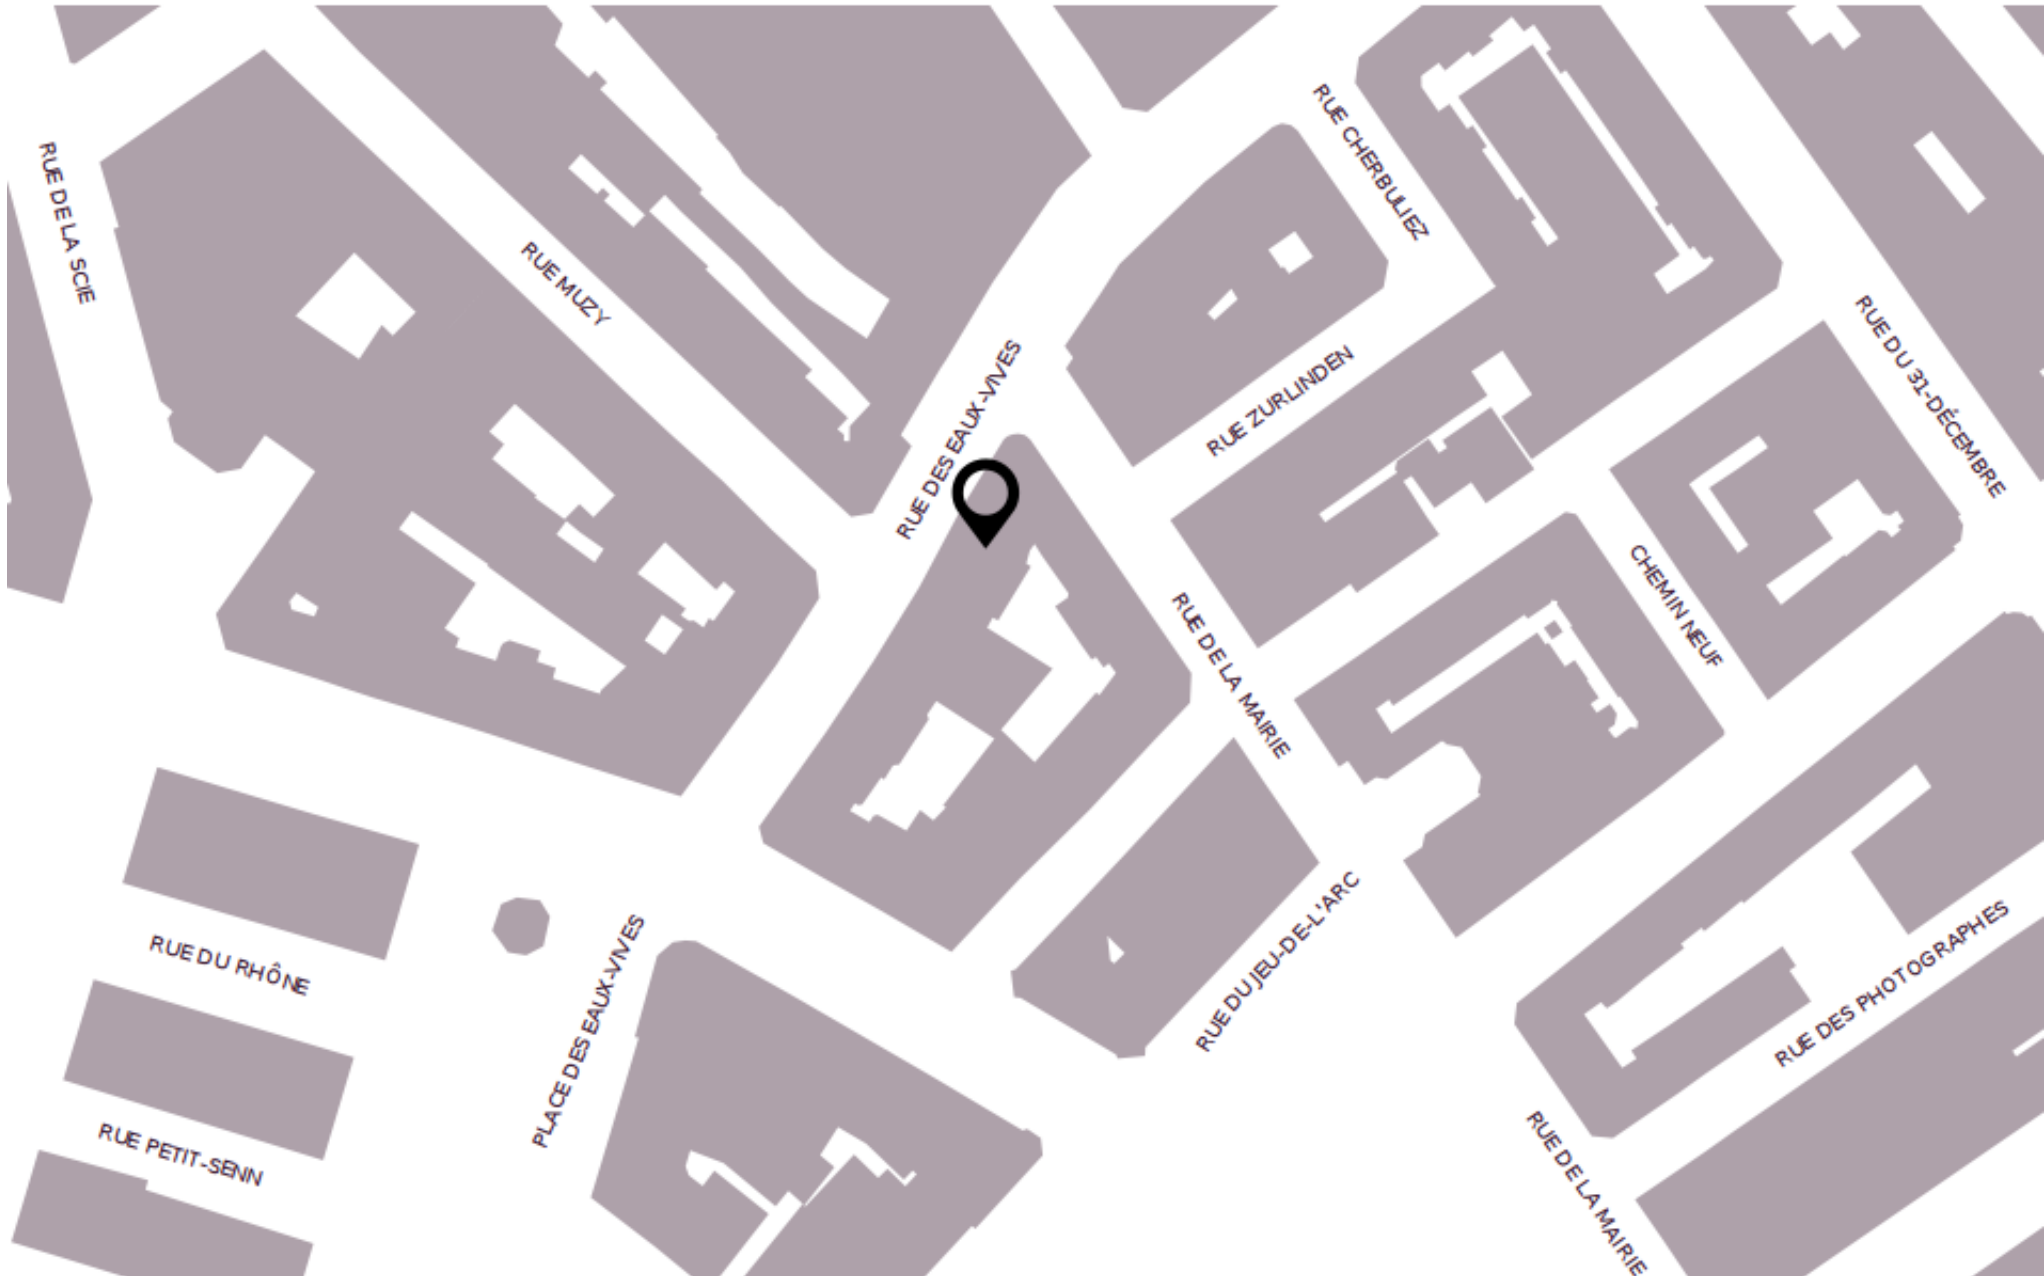 RUE CHERBULIEZ
RUE DE LA SCIE
RUE MUZY
RUE DU 31-DÉCEMBRE
RUE DES EAUX-VIVES
RUE ZURLINDEN
CHEMIN NEUF
RUE DE LA MAIRIE
RUE DU JEU-DE-L'ARC
RUE DES PHOTOGRAPHES
RUE DU RHÔNE
PLACE DES EAUX-VIVES
RUE PETIT-SENN
RUE DE LA MAIRIE